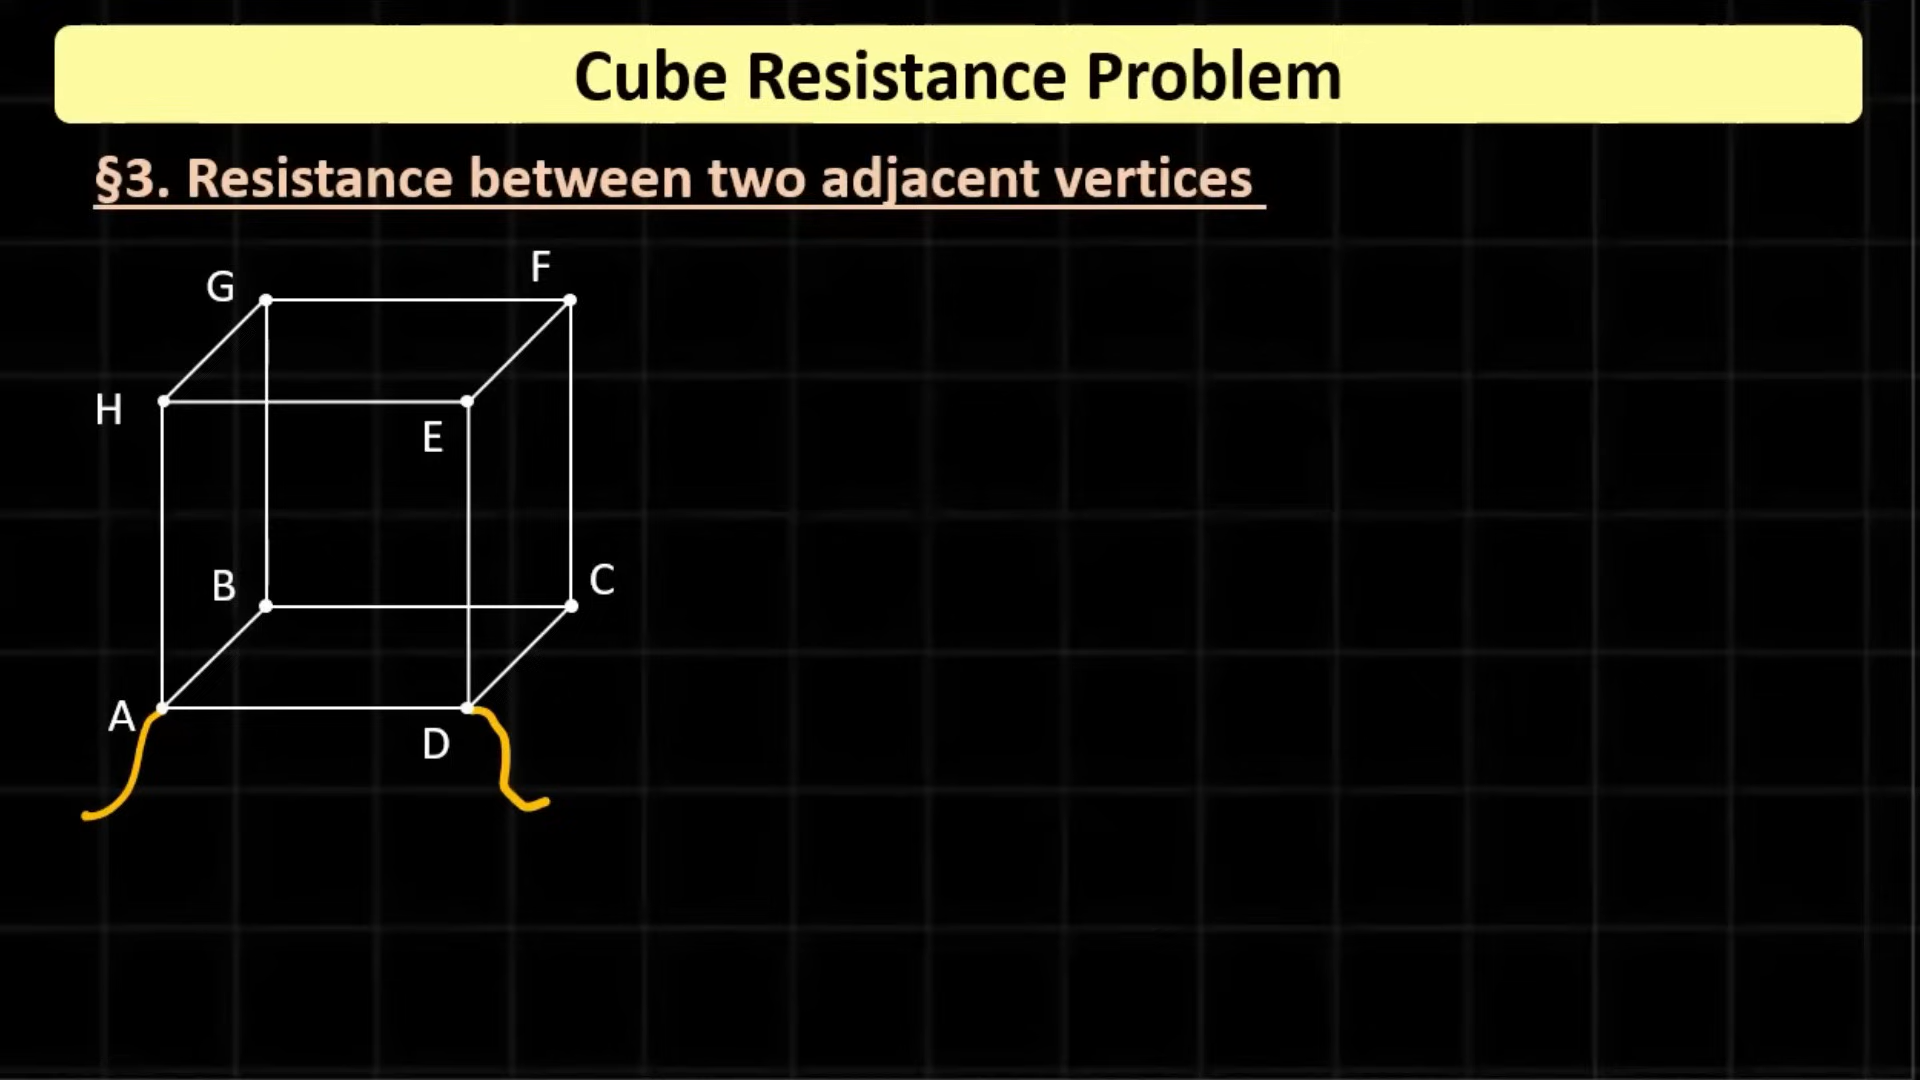 Cube Resistance Problem
§3. Resistance between two adjacent vertices
F
G
H
E
C
B
A
D